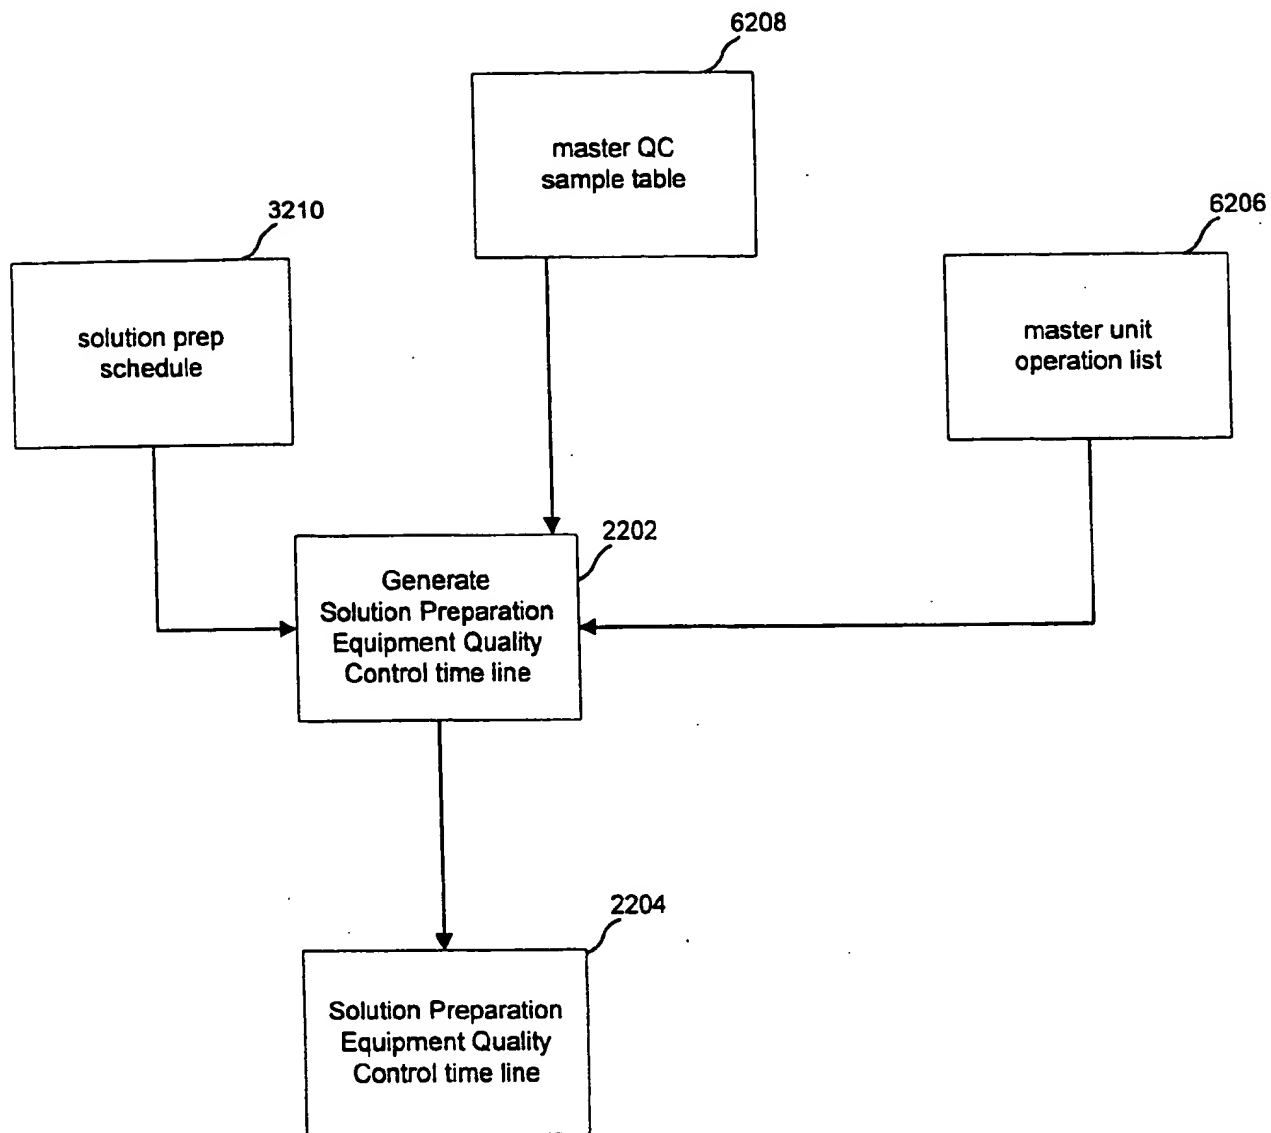 6208
master QC
sample table
3210
solution prep
schedule
6206
master unit
operation list
2202
Generate
Solution Preparation
Equipment Quality
Control time line
2204
Solution Preparation
Equipment Quality
Control time line